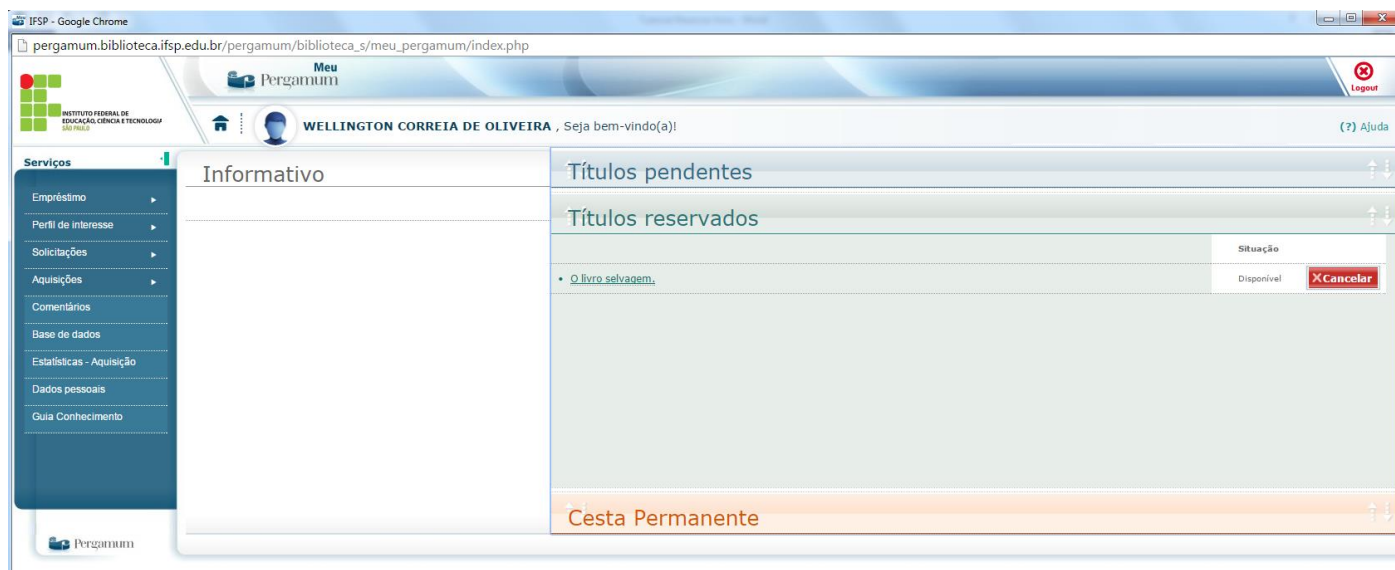 IFSP - Google Chrome
pergamum.biblioteca.ifsp.edu.br/pergamum/biblioteca_s/meu_pergamum/index.php
INSTITUTO FEDERAL DE
EDUCAÇÃO, CIÊNCIA E TECNOLOGIA
SÃO PAULO
Meu
Pergamum
Logout
WELLINGTON CORREIA DE OLIVEIRA , Seja bem-vindo(a)!
(?) Ajuda
Serviços
Empréstimo
Perfil de interesse
Solicitações
Aquisições
Comentários
Base de dados
Estatísticas - Aquisição
Dados pessoais
Guia Conhecimento
Pergamum
Informativo
Títulos pendentes
Títulos reservados
Situação
• O livro selvagem. Disponível XCancelar
Cesta Permanente